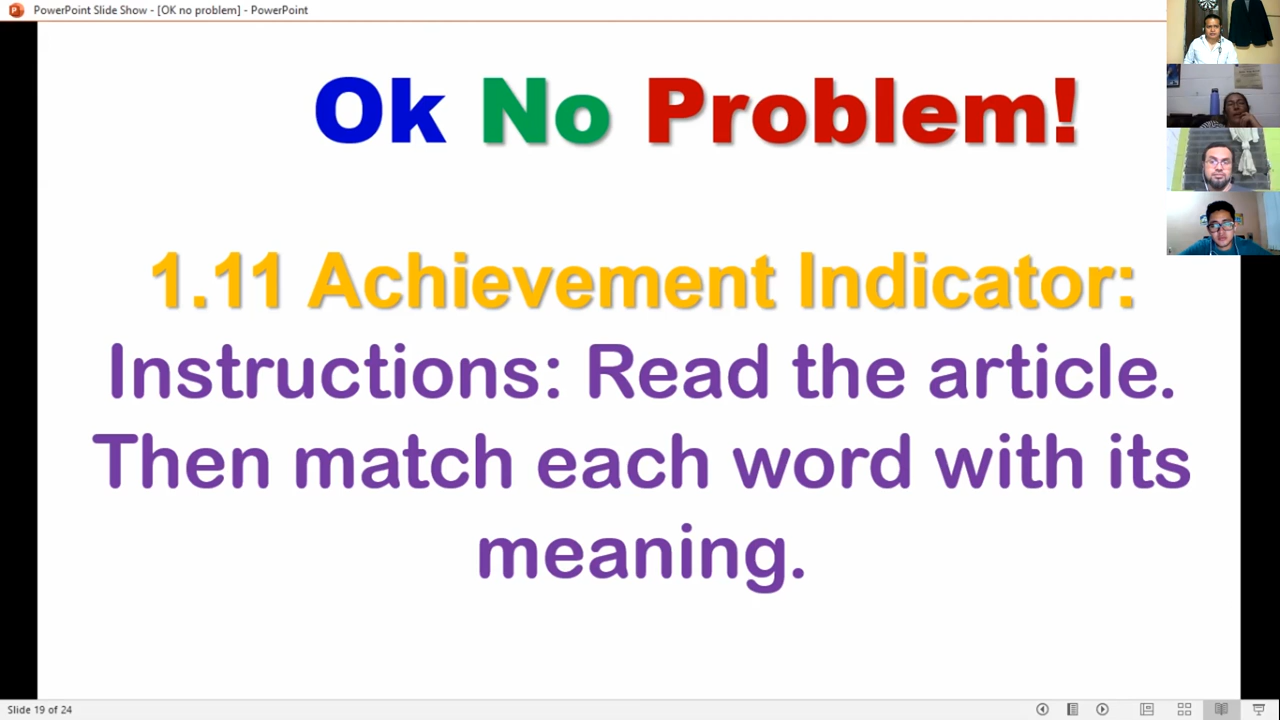 PowerPoint Slide Show - [OK no problem] - PowerPoint
Ok No Problem!
1.11 Achievement Indicator:
Instructions: Read the article.
Then match each word with its
meaning.
Slide 19 of 24